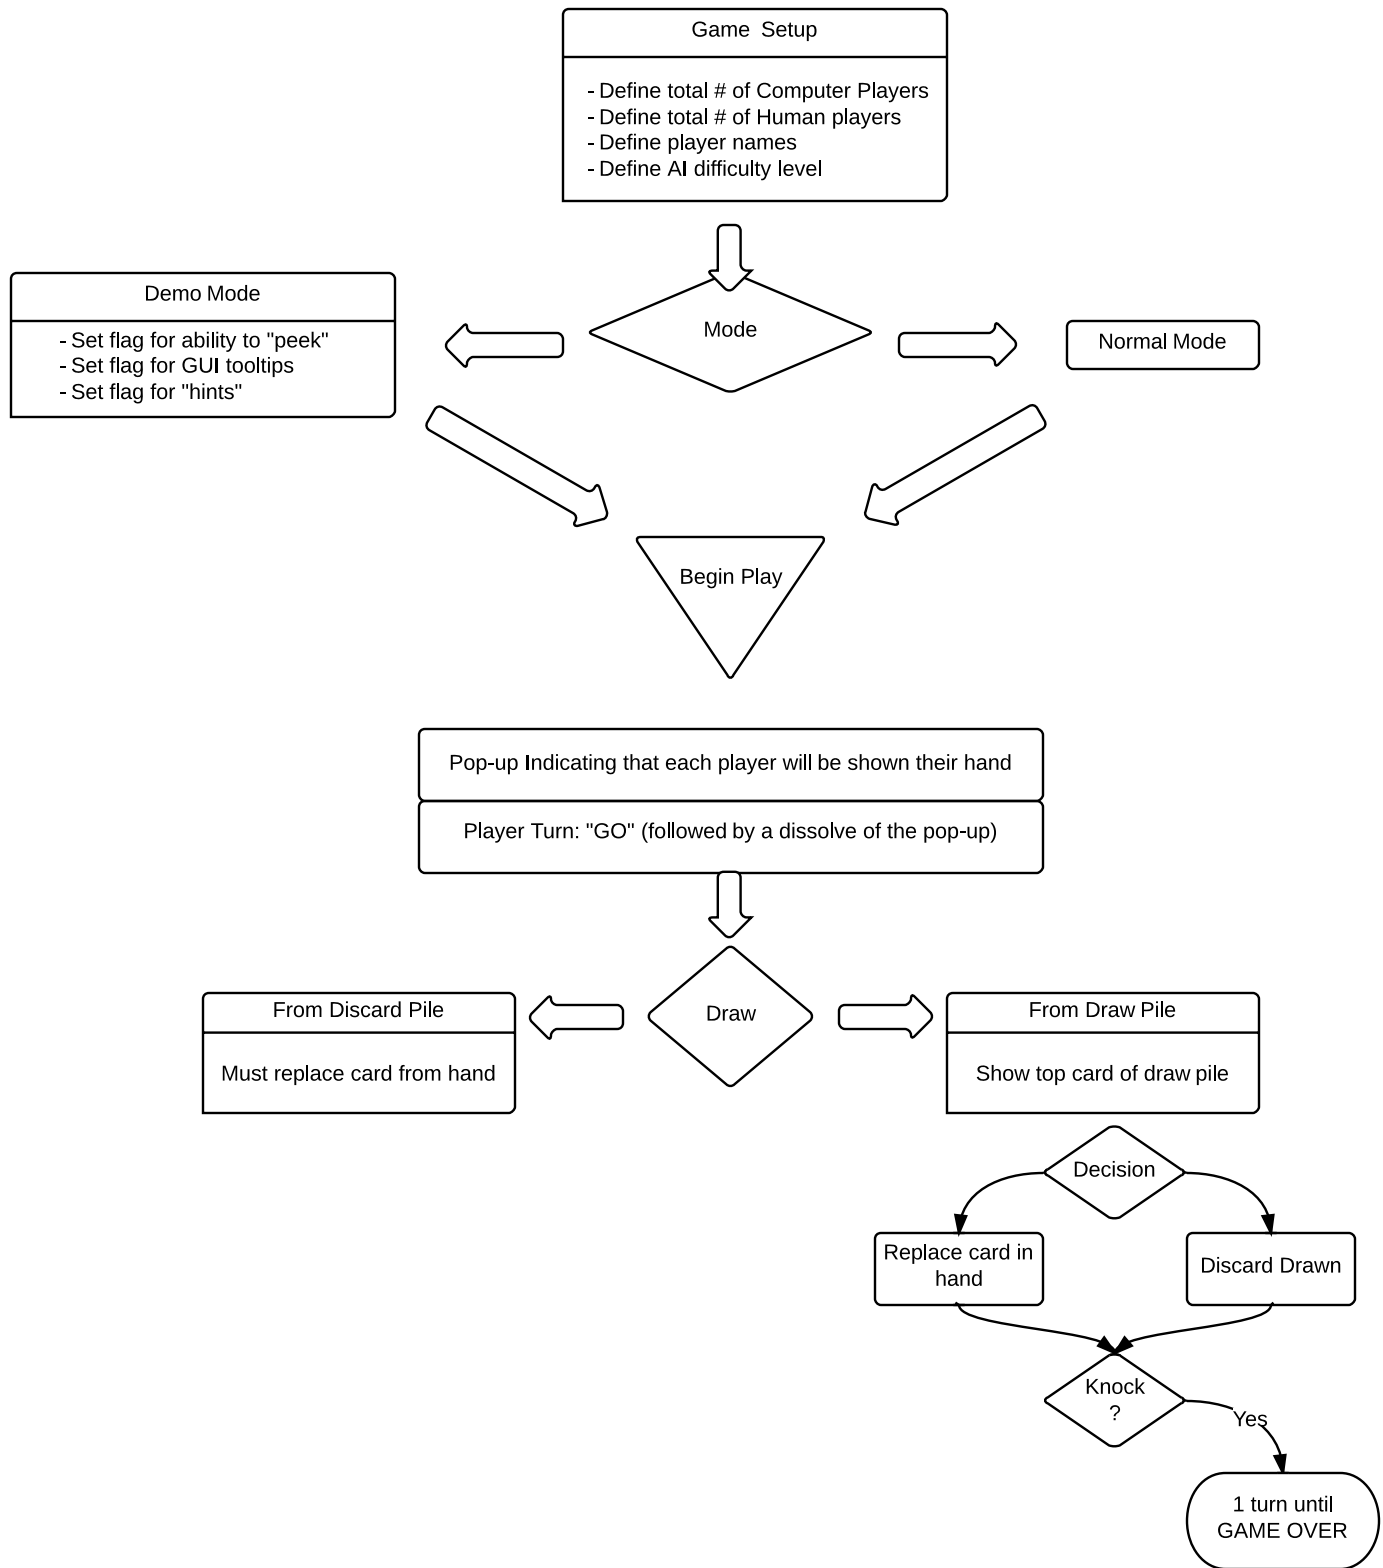 Game Setup
- Define total # of Computer Players
- Define total # of Human players
- Define player names
- Define AI difficulty level
Demo Mode
- Set flag for ability to "peek"
- Set flag for GUI tooltips
- Set flag for "hints"
Mode
Normal Mode
Begin Play
Pop-up Indicating that each player will be shown their hand
Player Turn: "GO" (followed by a dissolve of the pop-up)
From Discard Pile
Must replace card from hand
Draw
From Draw Pile
Show top card of draw pile
Decision
Replace card in
hand
Discard Drawn
Knock
?
Yes
1 turn until
GAME OVER